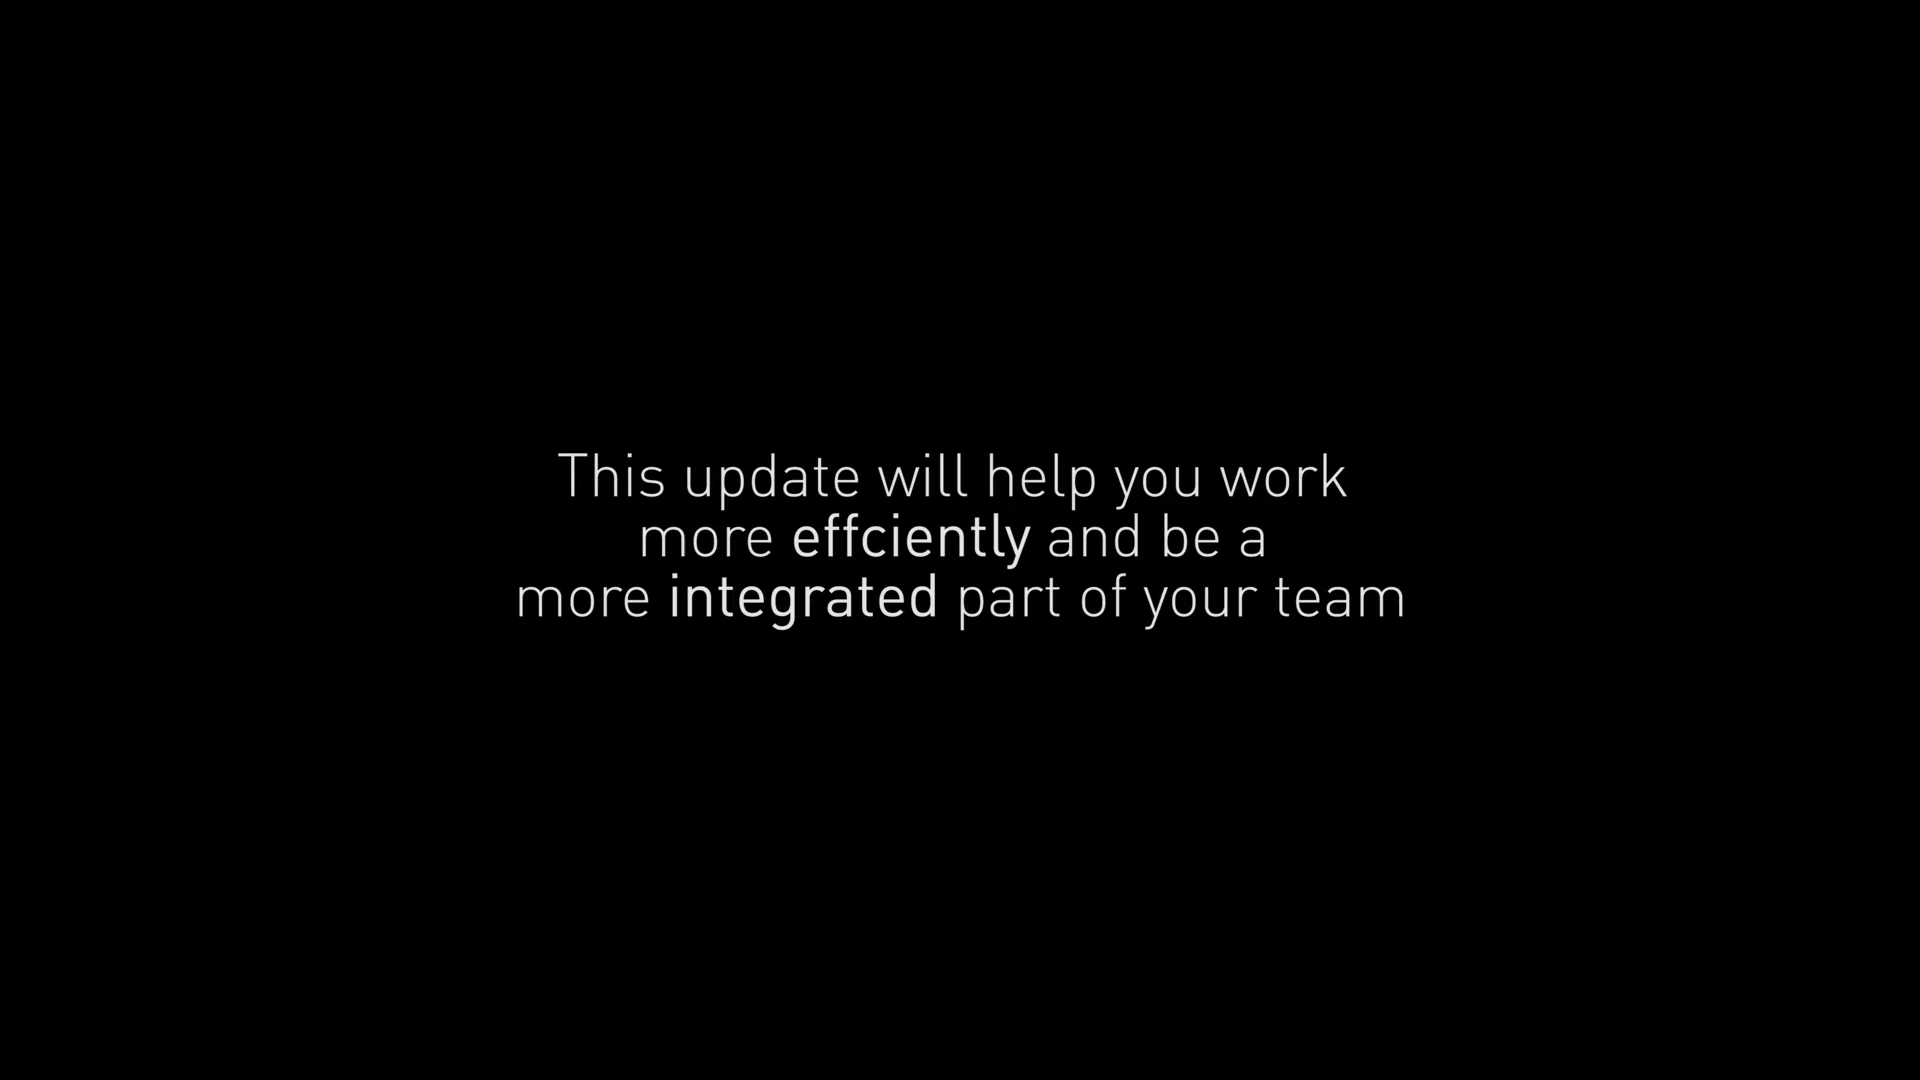 This update will help you work
more effciently and be a
more integrated part of your team